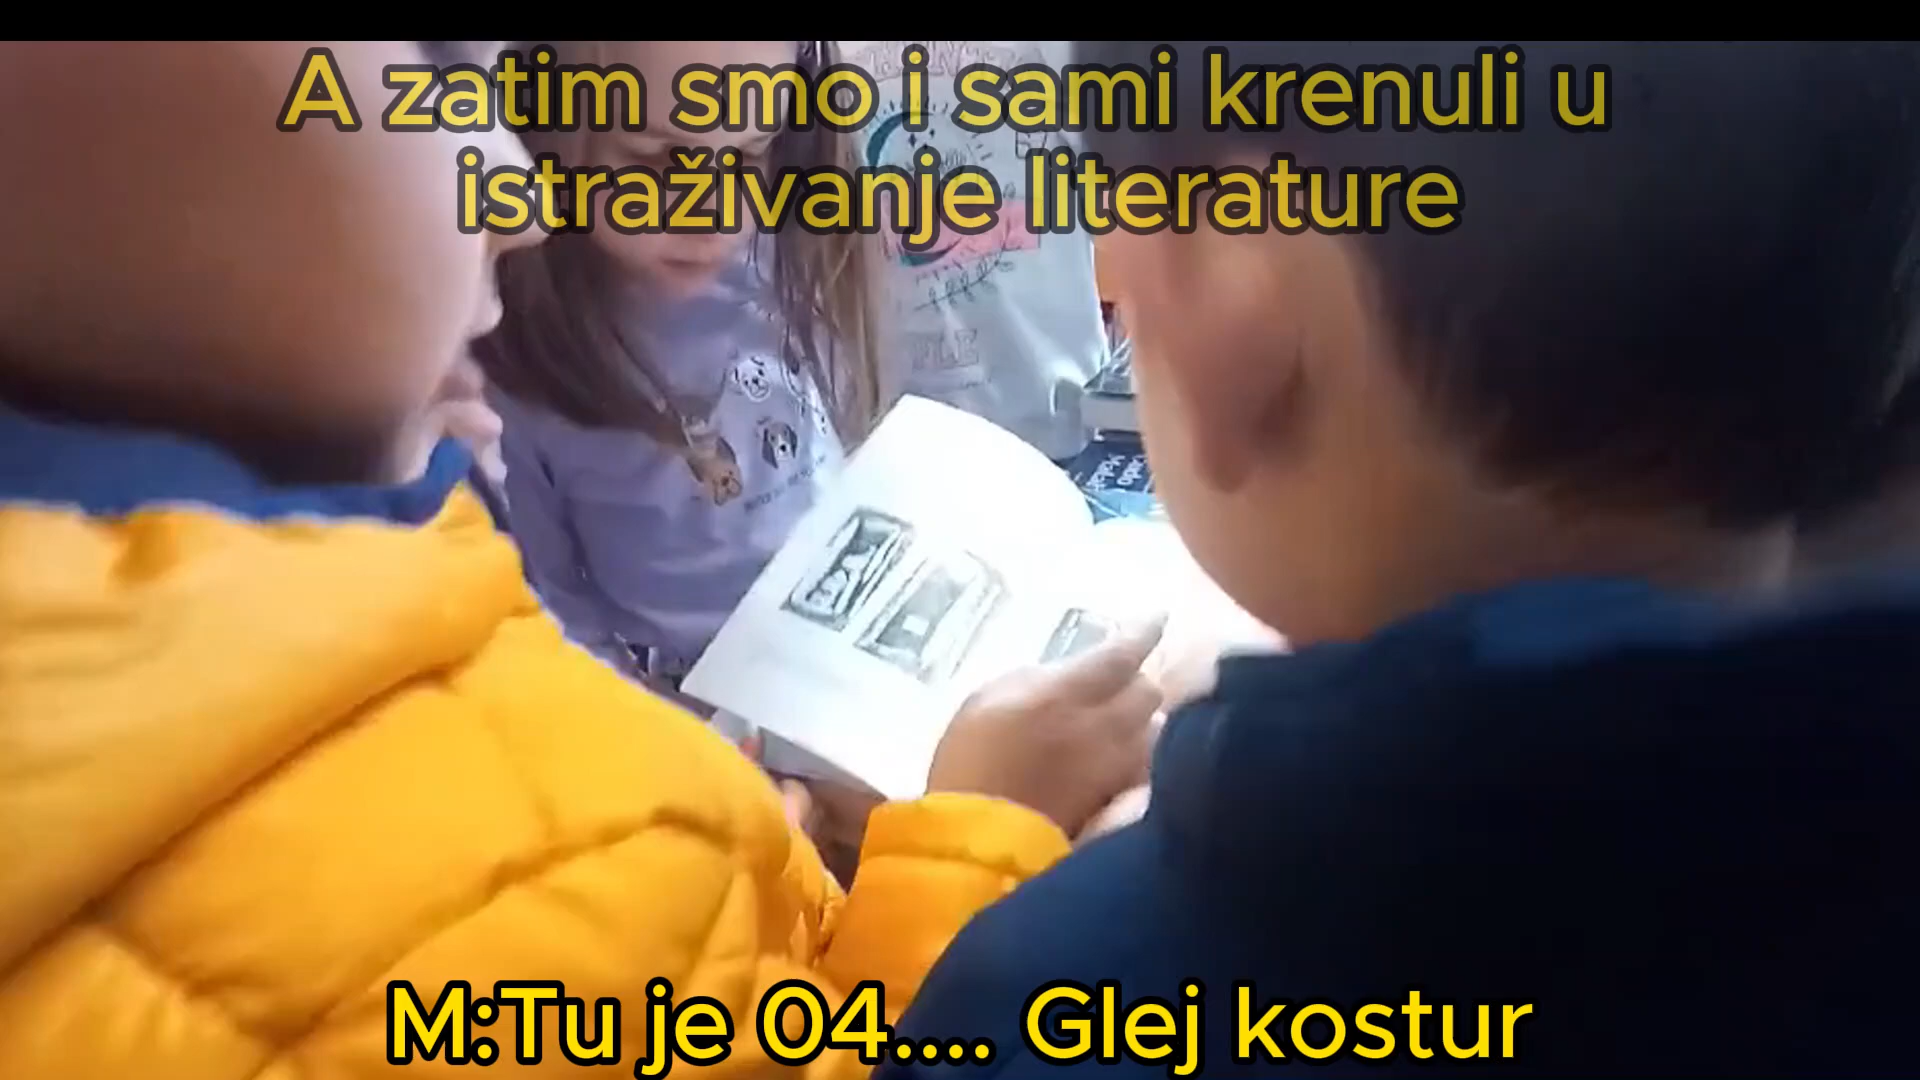 A zatim smo i sami krenuli u
istraživanje literature
M:Tu je 04.... Glej kostur